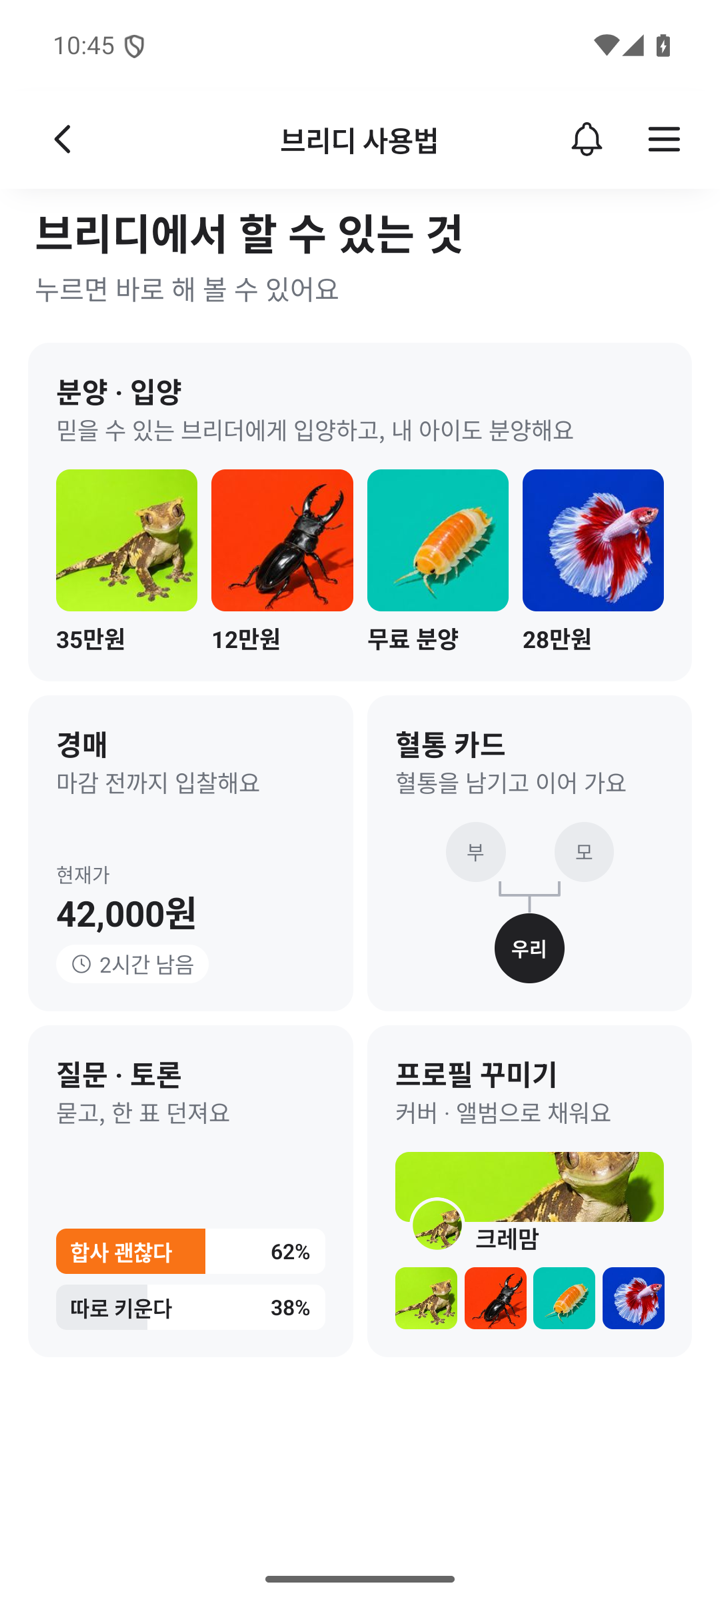 10:45
브리디 사용법
브리디에서 할 수 있는 것
누르면 바로 해 볼 수 있어요
분양 · 입양
믿을 수 있는 브리더에게 입양하고, 내 아이도 분양해요
35만원
12만원
무료 분양
28만원
경매
마감 전까지 입찰해요
현재가
42,000원
2시간 남음
혈통 카드
혈통을 남기고 이어 가요
부
모
우리
질문 · 토론
묻고, 한 표 던져요
합사 괜찮다 62%
따로 키운다 38%
프로필 꾸미기
커버 · 앨범으로 채워요
크레맘